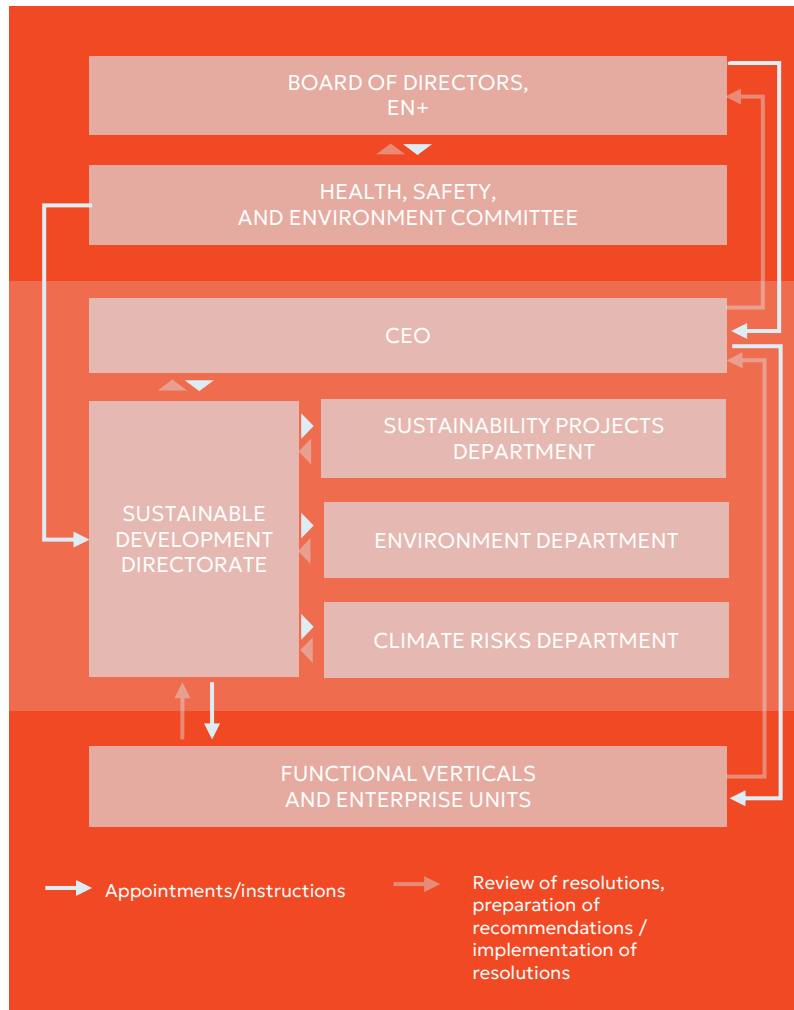 BOARD OF DIRECTORS,
EN+
HEALTH, SAFETY,
AND ENVIRONMENT COMMITTEE
CEO
SUSTAINABLE
DEVELOPMENT
DIRECTORATE
SUSTAINABILITY PROJECTS
DEPARTMENT
ENVIRONMENT DEPARTMENT
CLIMATE RISKS DEPARTMENT
FUNCTIONAL VERTICALS
AND ENTERPRISE UNITS
Appointments/instructions
Review of resolutions,
preparation of
recommendations /
implementation of
resolutions